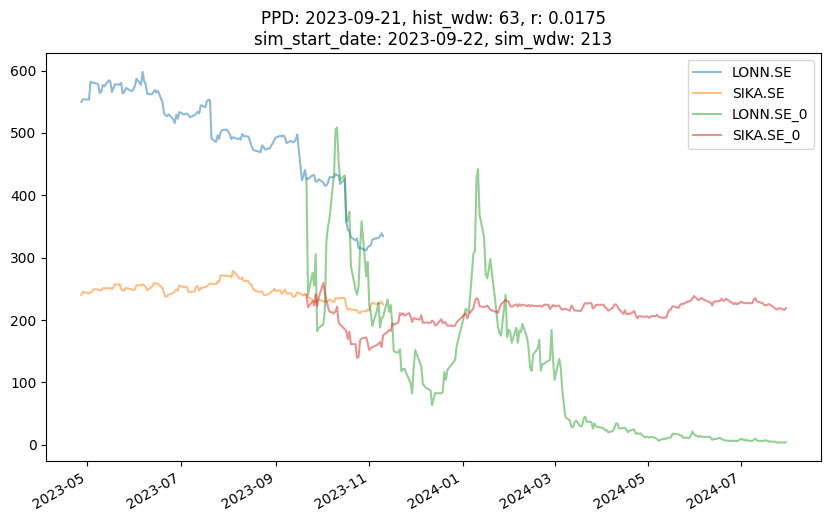 PPD: 2023-09-21, hist_wdw: 63, r: 0.0175
sim_start_date: 2023-09-22, sim_wdw: 213
600
500
400
300
200
100
0
LONN.SE
SIKA.SE
LONN.SE_0
SIKA.SE_0
2023-05
2023-07
2023-09
2023-11
2024-01
2024-03
2024-05
2024-07